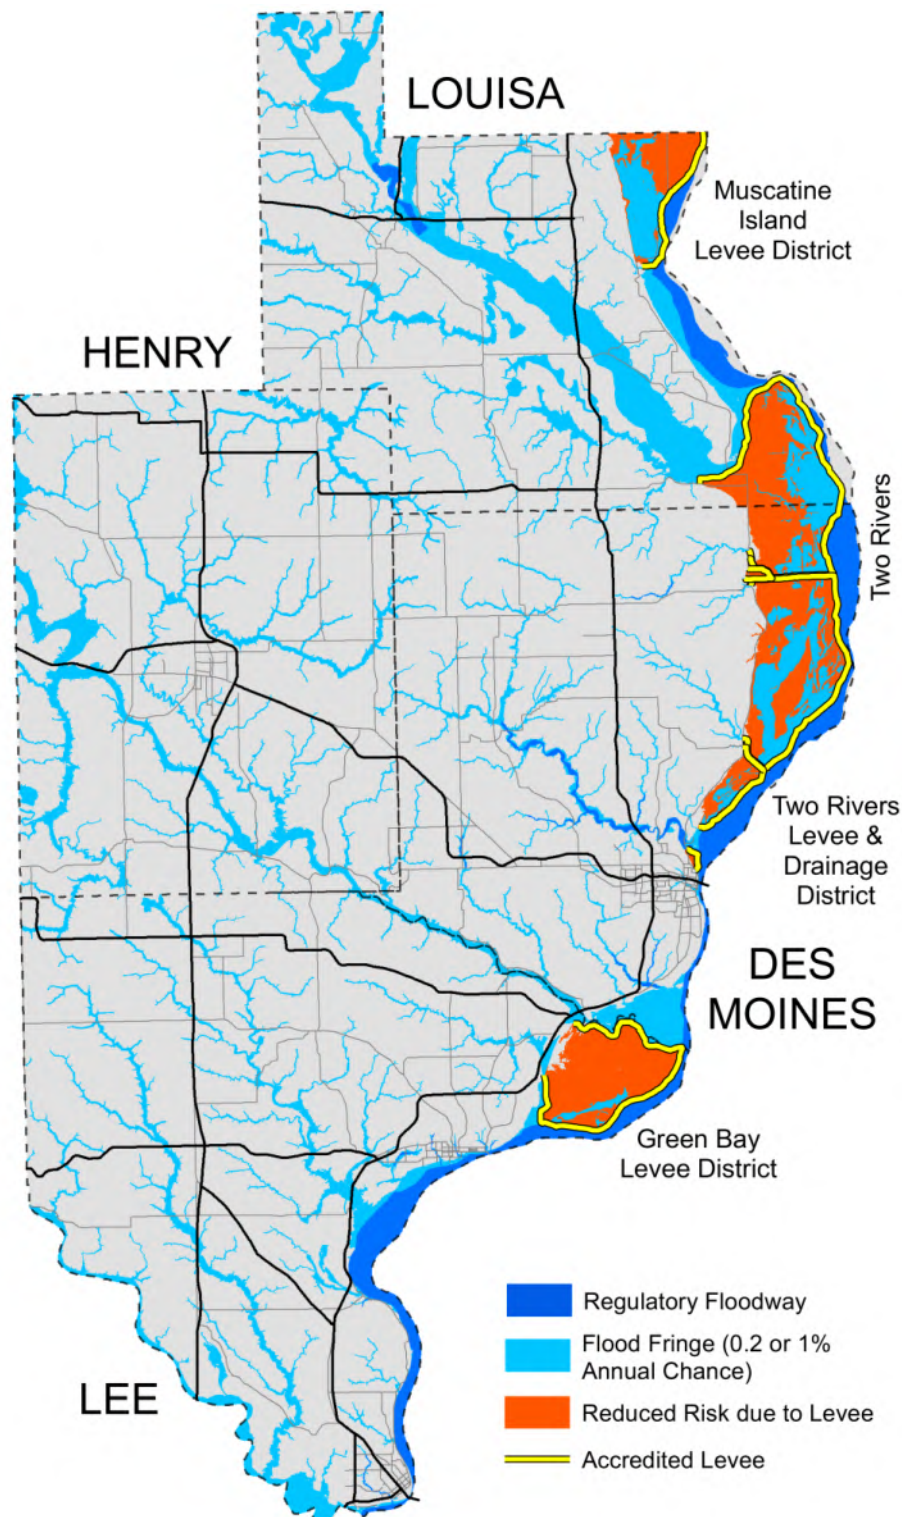 LOUISA
Muscatine
Island
Levee District
HENRY
Two Rivers
Two Rivers
Levee &
Drainage
District
DES
MOINES
Green Bay
Levee District
LEE
Regulatory Floodway
Flood Fringe (0.2 or 1%
Annual Chance)
Reduced Risk due to Levee
Accredited Levee